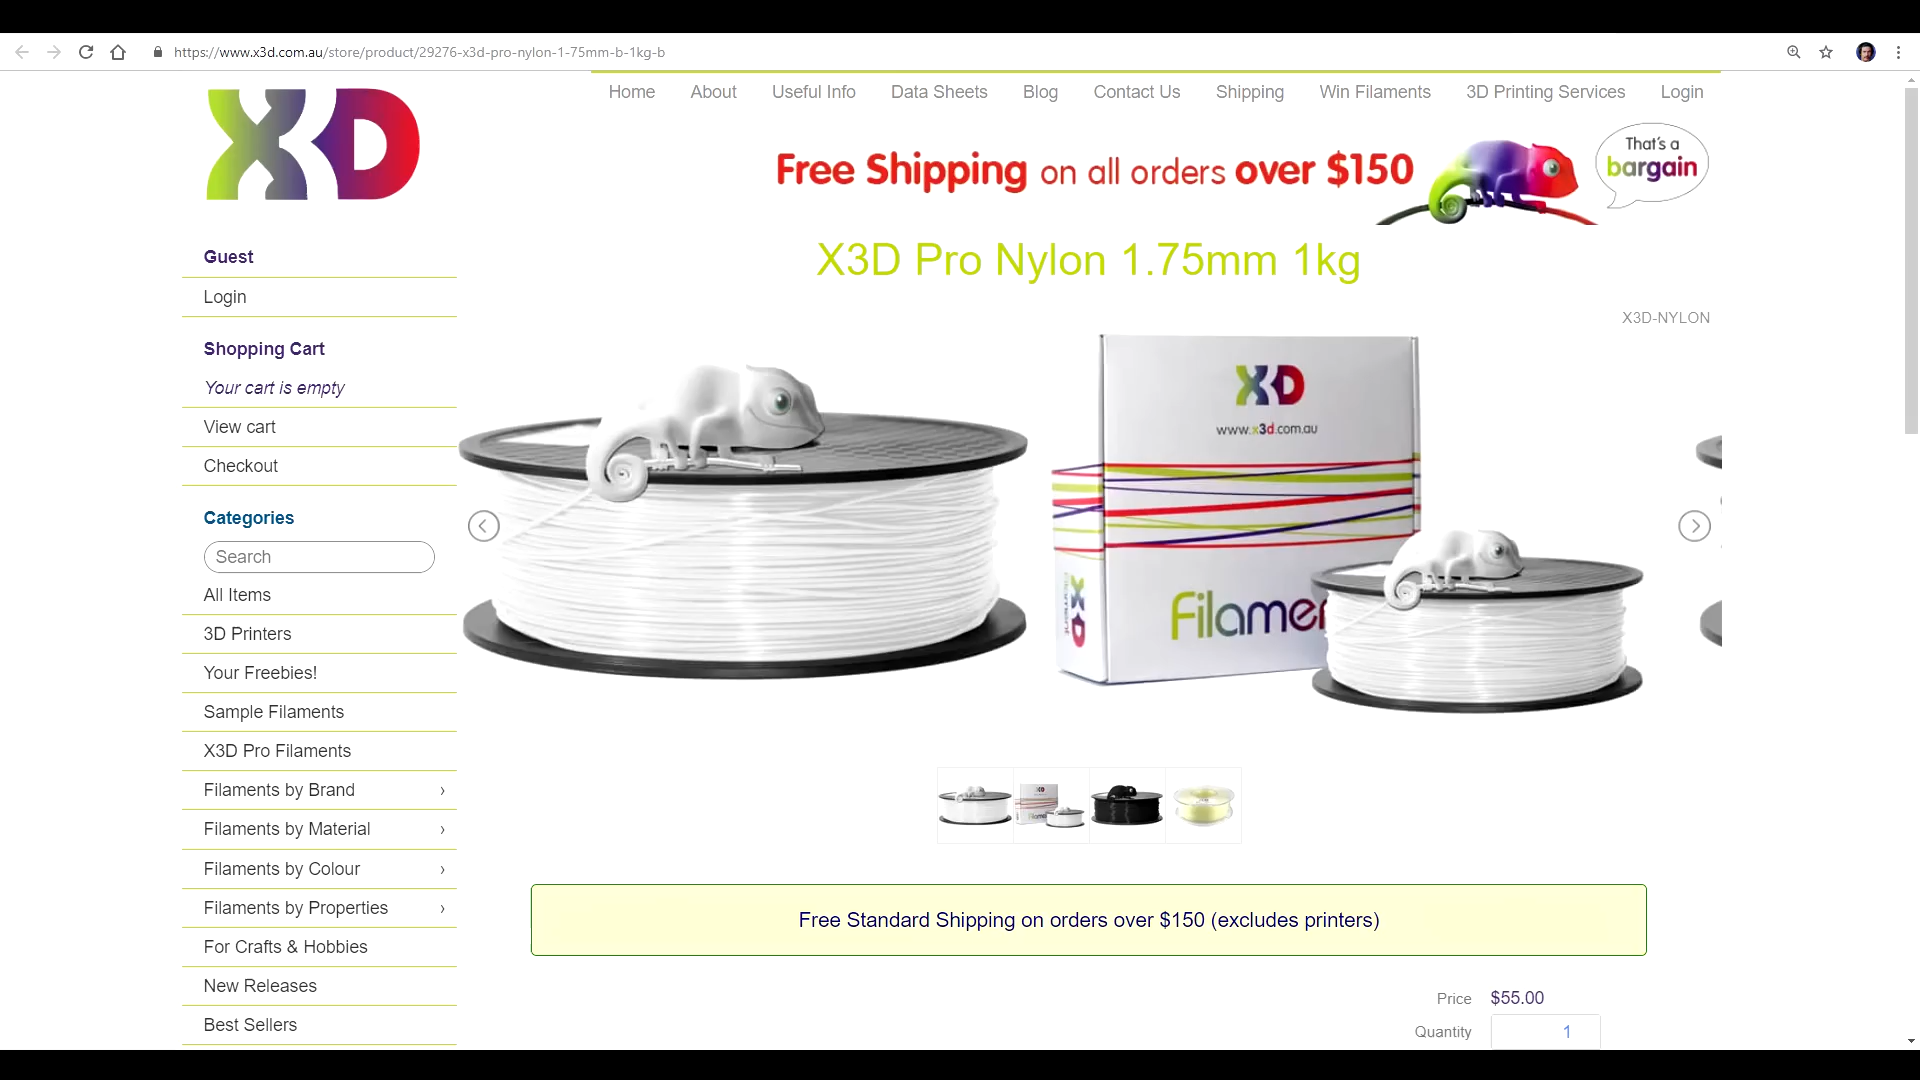 https://www.x3d.com.au/store/product/29276-x3d-pro-nylon-1-75mm-b-1kg-b
Home About Useful Info Data Sheets Blog Contact Us Shipping Win Filaments 3D Printing Services Login
X3D
Free Shipping on all orders over $150
That's a
bargain
X3D Pro Nylon 1.75mm 1kg
X3D-NYLON
Guest
Login
Shopping Cart
Your cart is empty
View cart
Checkout
Categories
Search
All Items
3D Printers
Your Freebies!
Sample Filaments
X3D Pro Filaments
Filaments by Brand
Filaments by Material
Filaments by Colour
Filaments by Properties
For Crafts & Hobbies
New Releases
Best Sellers
X3D
www.x3d.com.au
Filamen
X3D
Filament
Free Standard Shipping on orders over $150 (excludes printers)
Price $55.00
Quantity 1